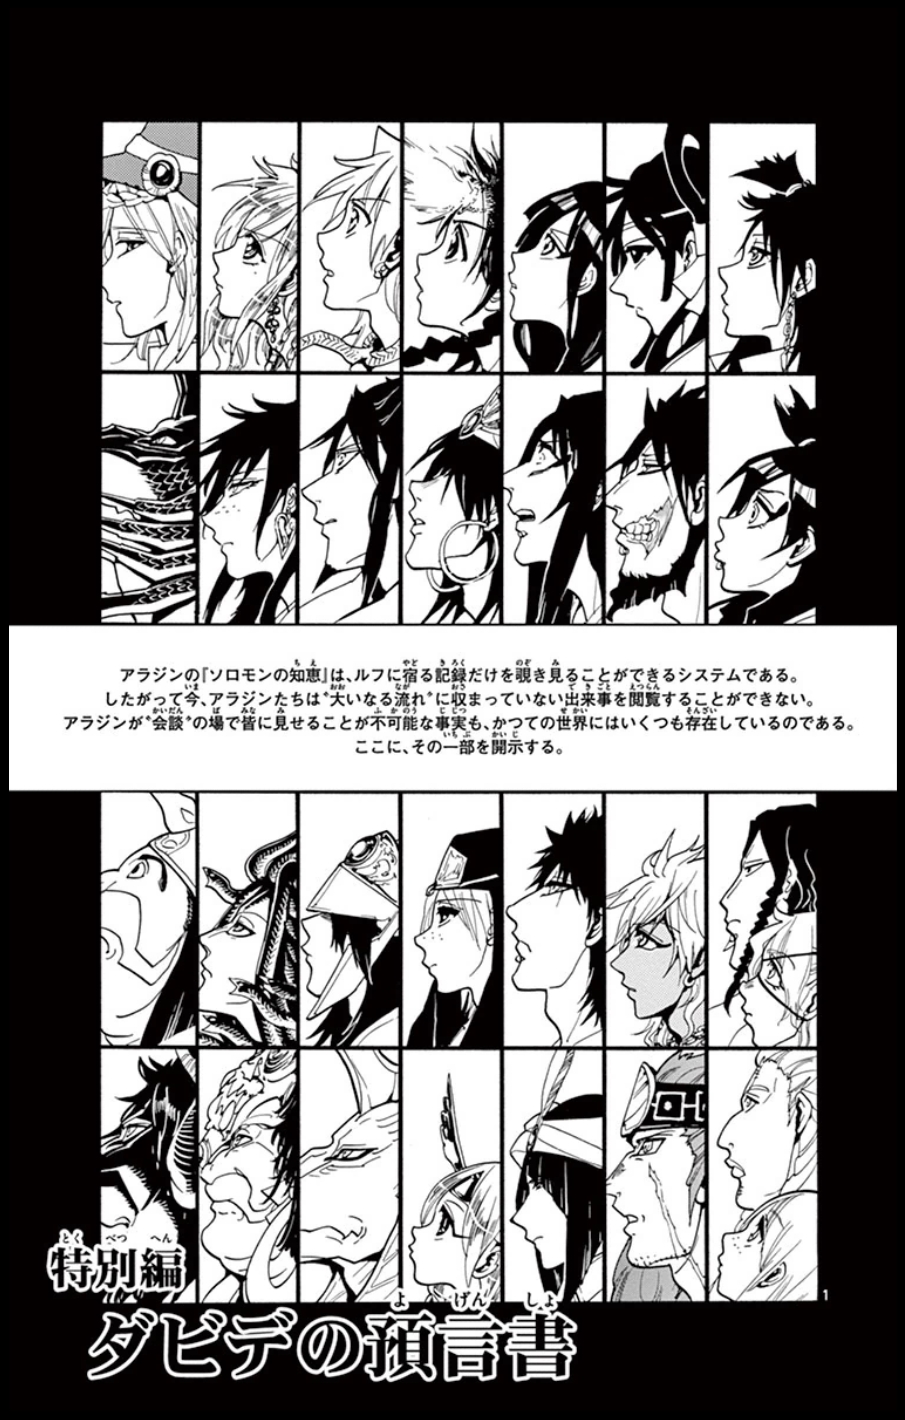 アラジンの『ソロモンの知恵』は、ルフに宿る記録だけを覗き見ることができるシステムである。
したがって今、アラジンたちは〝大いなる流れ〟に収まっていない出来事を閲覧することができない。
アラジンが〝会談〟の場で皆に見せることが不可能な事実も、かつての世界にはいくつも存在しているのである。
ここに、その一部を開示する。
特別編
ダビデの預言書
1